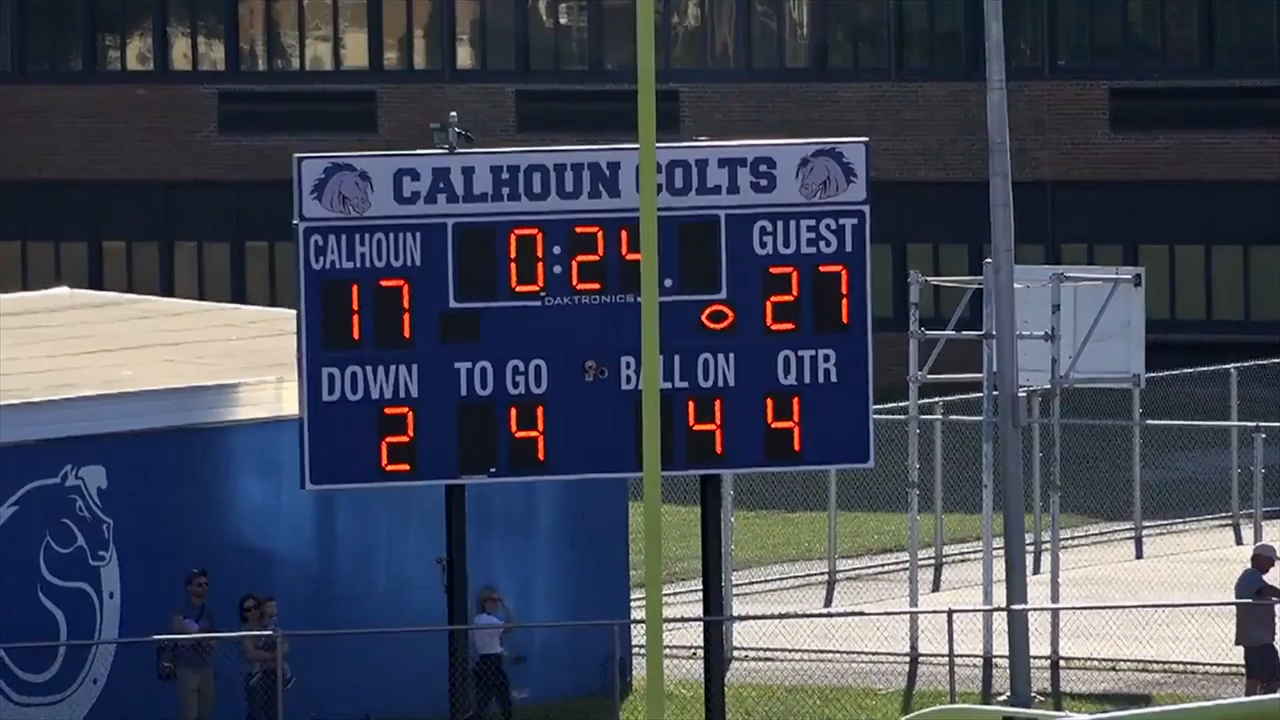 CALHOUN COLTS
CALHOUN 0:24 GUEST
17 27
DAKTRONICS
DOWN TO GO BALL ON QTR
2 4 4 4